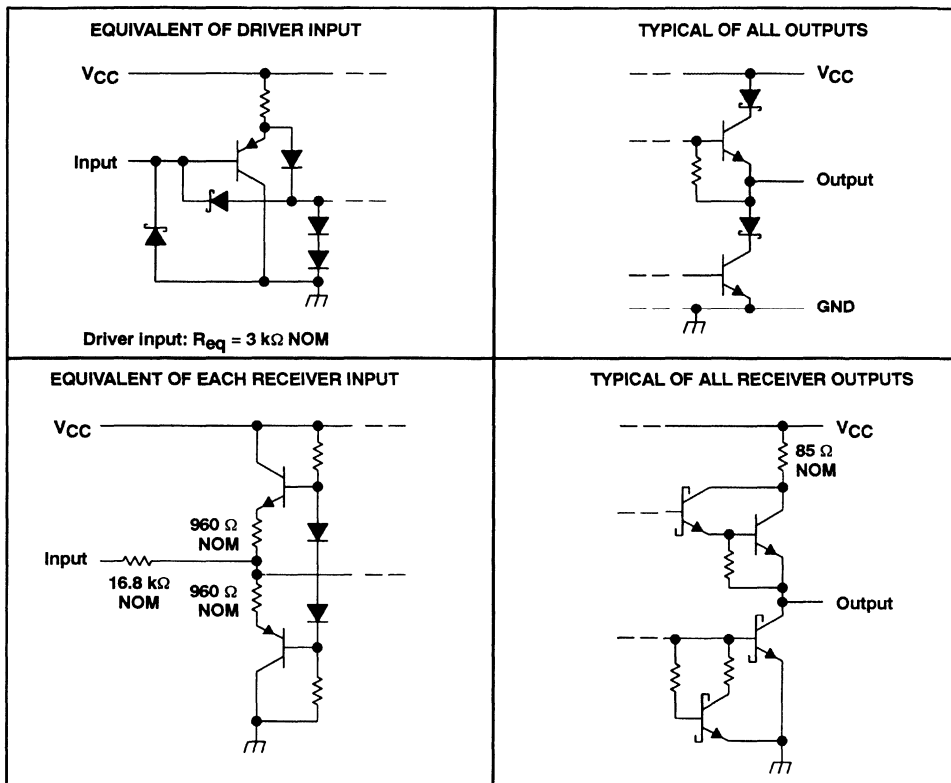 EQUIVALENT OF DRIVER INPUT
VCC
Input
Driver Input: Req = 3 kΩ NOM
TYPICAL OF ALL OUTPUTS
VCC
Output
GND
EQUIVALENT OF EACH RECEIVER INPUT
VCC
960 Ω
NOM
Input
16.8 kΩ
NOM
960 Ω
NOM
TYPICAL OF ALL RECEIVER OUTPUTS
VCC
85 Ω
NOM
Output